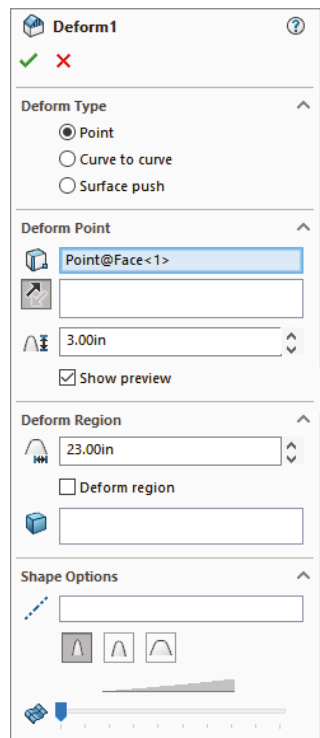 Deform1
Deform Type
Point
Curve to curve
Surface push
Deform Point
Point@Face<1>
3.00in
Show preview
Deform Region
23.00in
Deform region
Shape Options